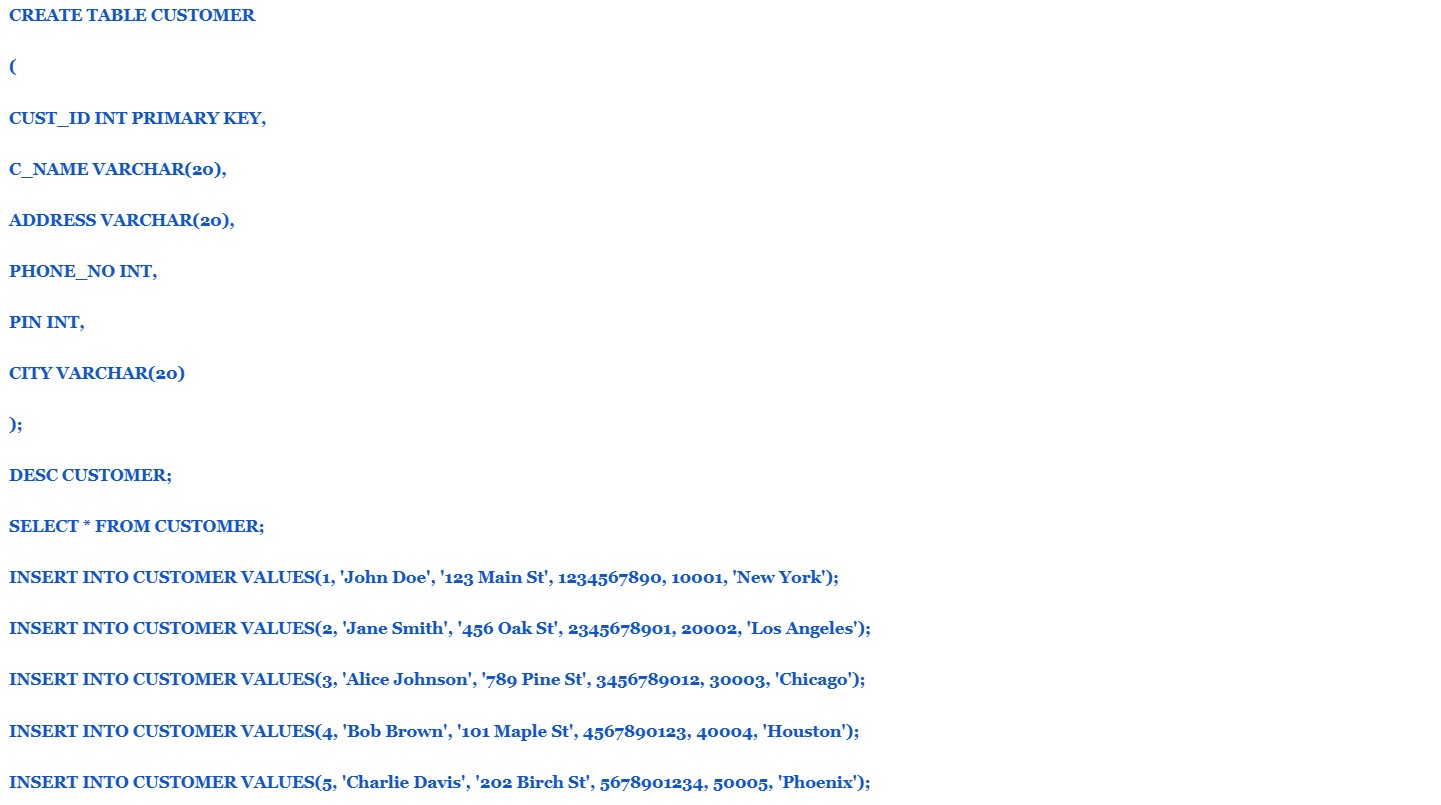 CREATE TABLE CUSTOMER
(
CUST_ID INT PRIMARY KEY,
C_NAME VARCHAR(20),
ADDRESS VARCHAR(20),
PHONE_NO INT,
PIN INT,
CITY VARCHAR(20)
);
DESC CUSTOMER;
SELECT * FROM CUSTOMER;
INSERT INTO CUSTOMER VALUES(1, 'John Doe', '123 Main St', 1234567890, 10001, 'New York');
INSERT INTO CUSTOMER VALUES(2, 'Jane Smith', '456 Oak St', 2345678901, 20002, 'Los Angeles');
INSERT INTO CUSTOMER VALUES(3, 'Alice Johnson', '789 Pine St', 3456789012, 30003, 'Chicago');
INSERT INTO CUSTOMER VALUES(4, 'Bob Brown', '101 Maple St', 4567890123, 40004, 'Houston');
INSERT INTO CUSTOMER VALUES(5, 'Charlie Davis', '202 Birch St', 5678901234, 50005, 'Phoenix');